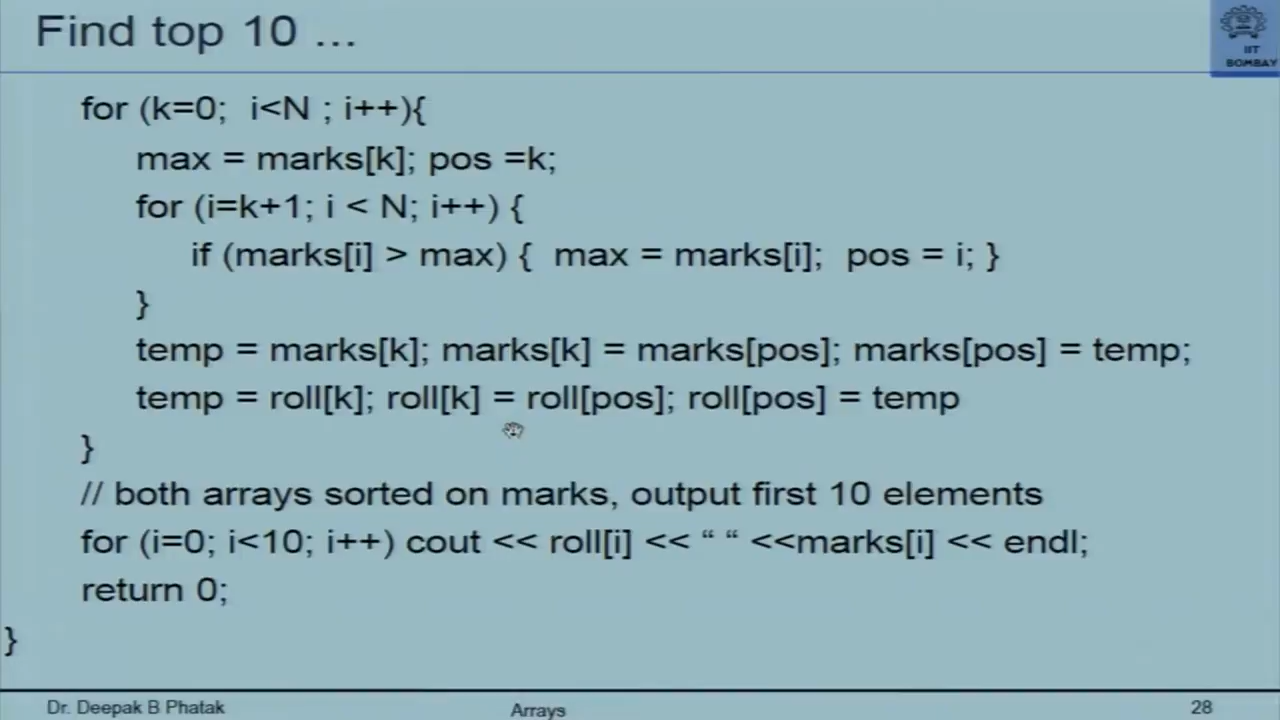 Find top 10 ...
IIT
BOMBAY
for (k=0;  i<N ; i++){
max = marks[k]; pos =k;
for (i=k+1; i < N; i++) {
if (marks[i] > max) {  max = marks[i];  pos = i; }
}
temp = marks[k]; marks[k] = marks[pos]; marks[pos] = temp;
temp = roll[k]; roll[k] = roll[pos]; roll[pos] = temp
}
// both arrays sorted on marks, output first 10 elements
for (i=0; i<10; i++) cout << roll[i] << “ “ <<marks[i] << endl;
return 0;
}
Dr. Deepak B Phatak
Arrays
28